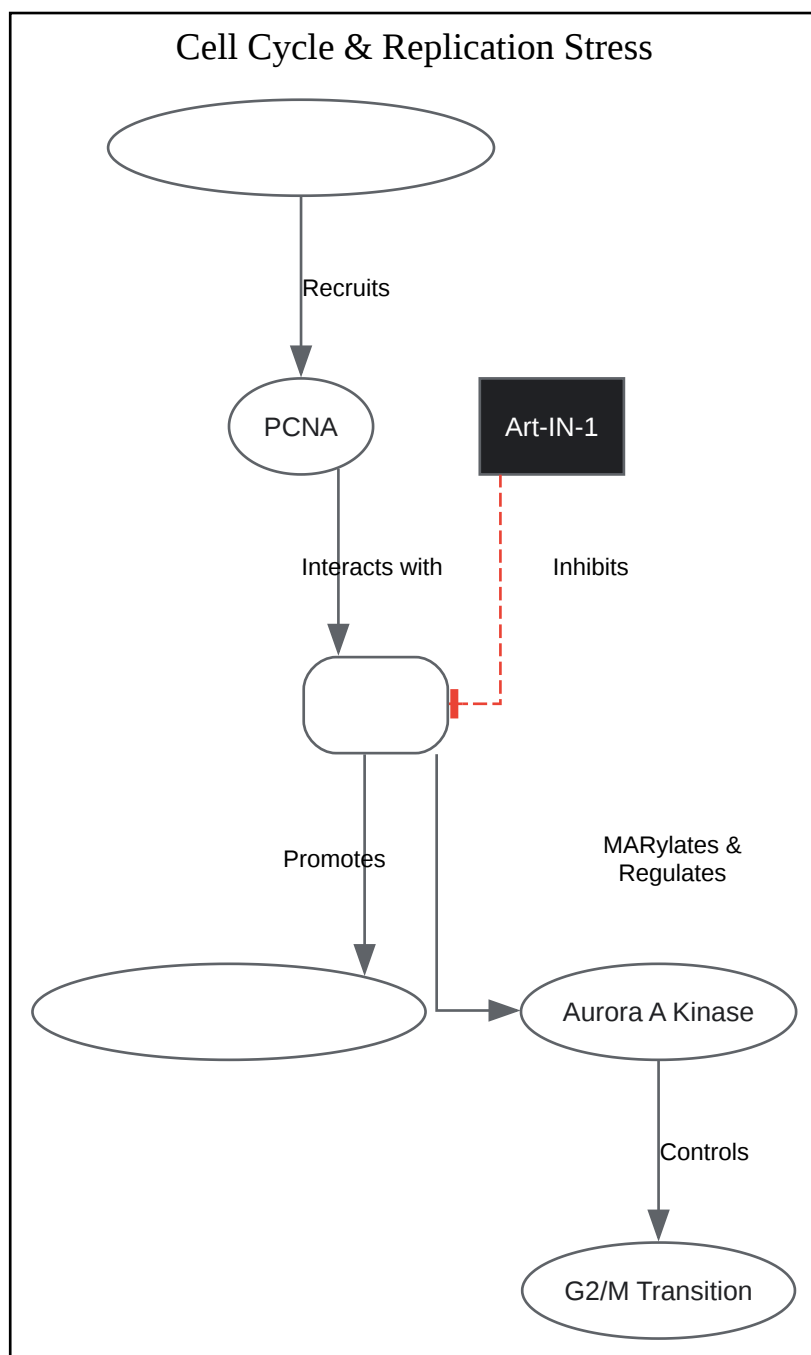 Cell Cycle & Replication Stress
Recruits
PCNA
Art-IN-1
Interacts with
Inhibits
Promotes
MARylates &
Regulates
Aurora A Kinase
Controls
G2/M Transition